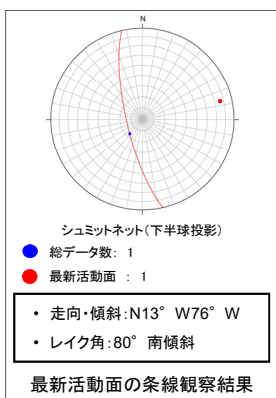 N
シュミットネット(下半球投影)
総データ数: 1
最新活動面 : 1
• 走向・傾斜:N13° W76° W
• レイク角:80° 南傾斜
最新活動面の条線観察結果